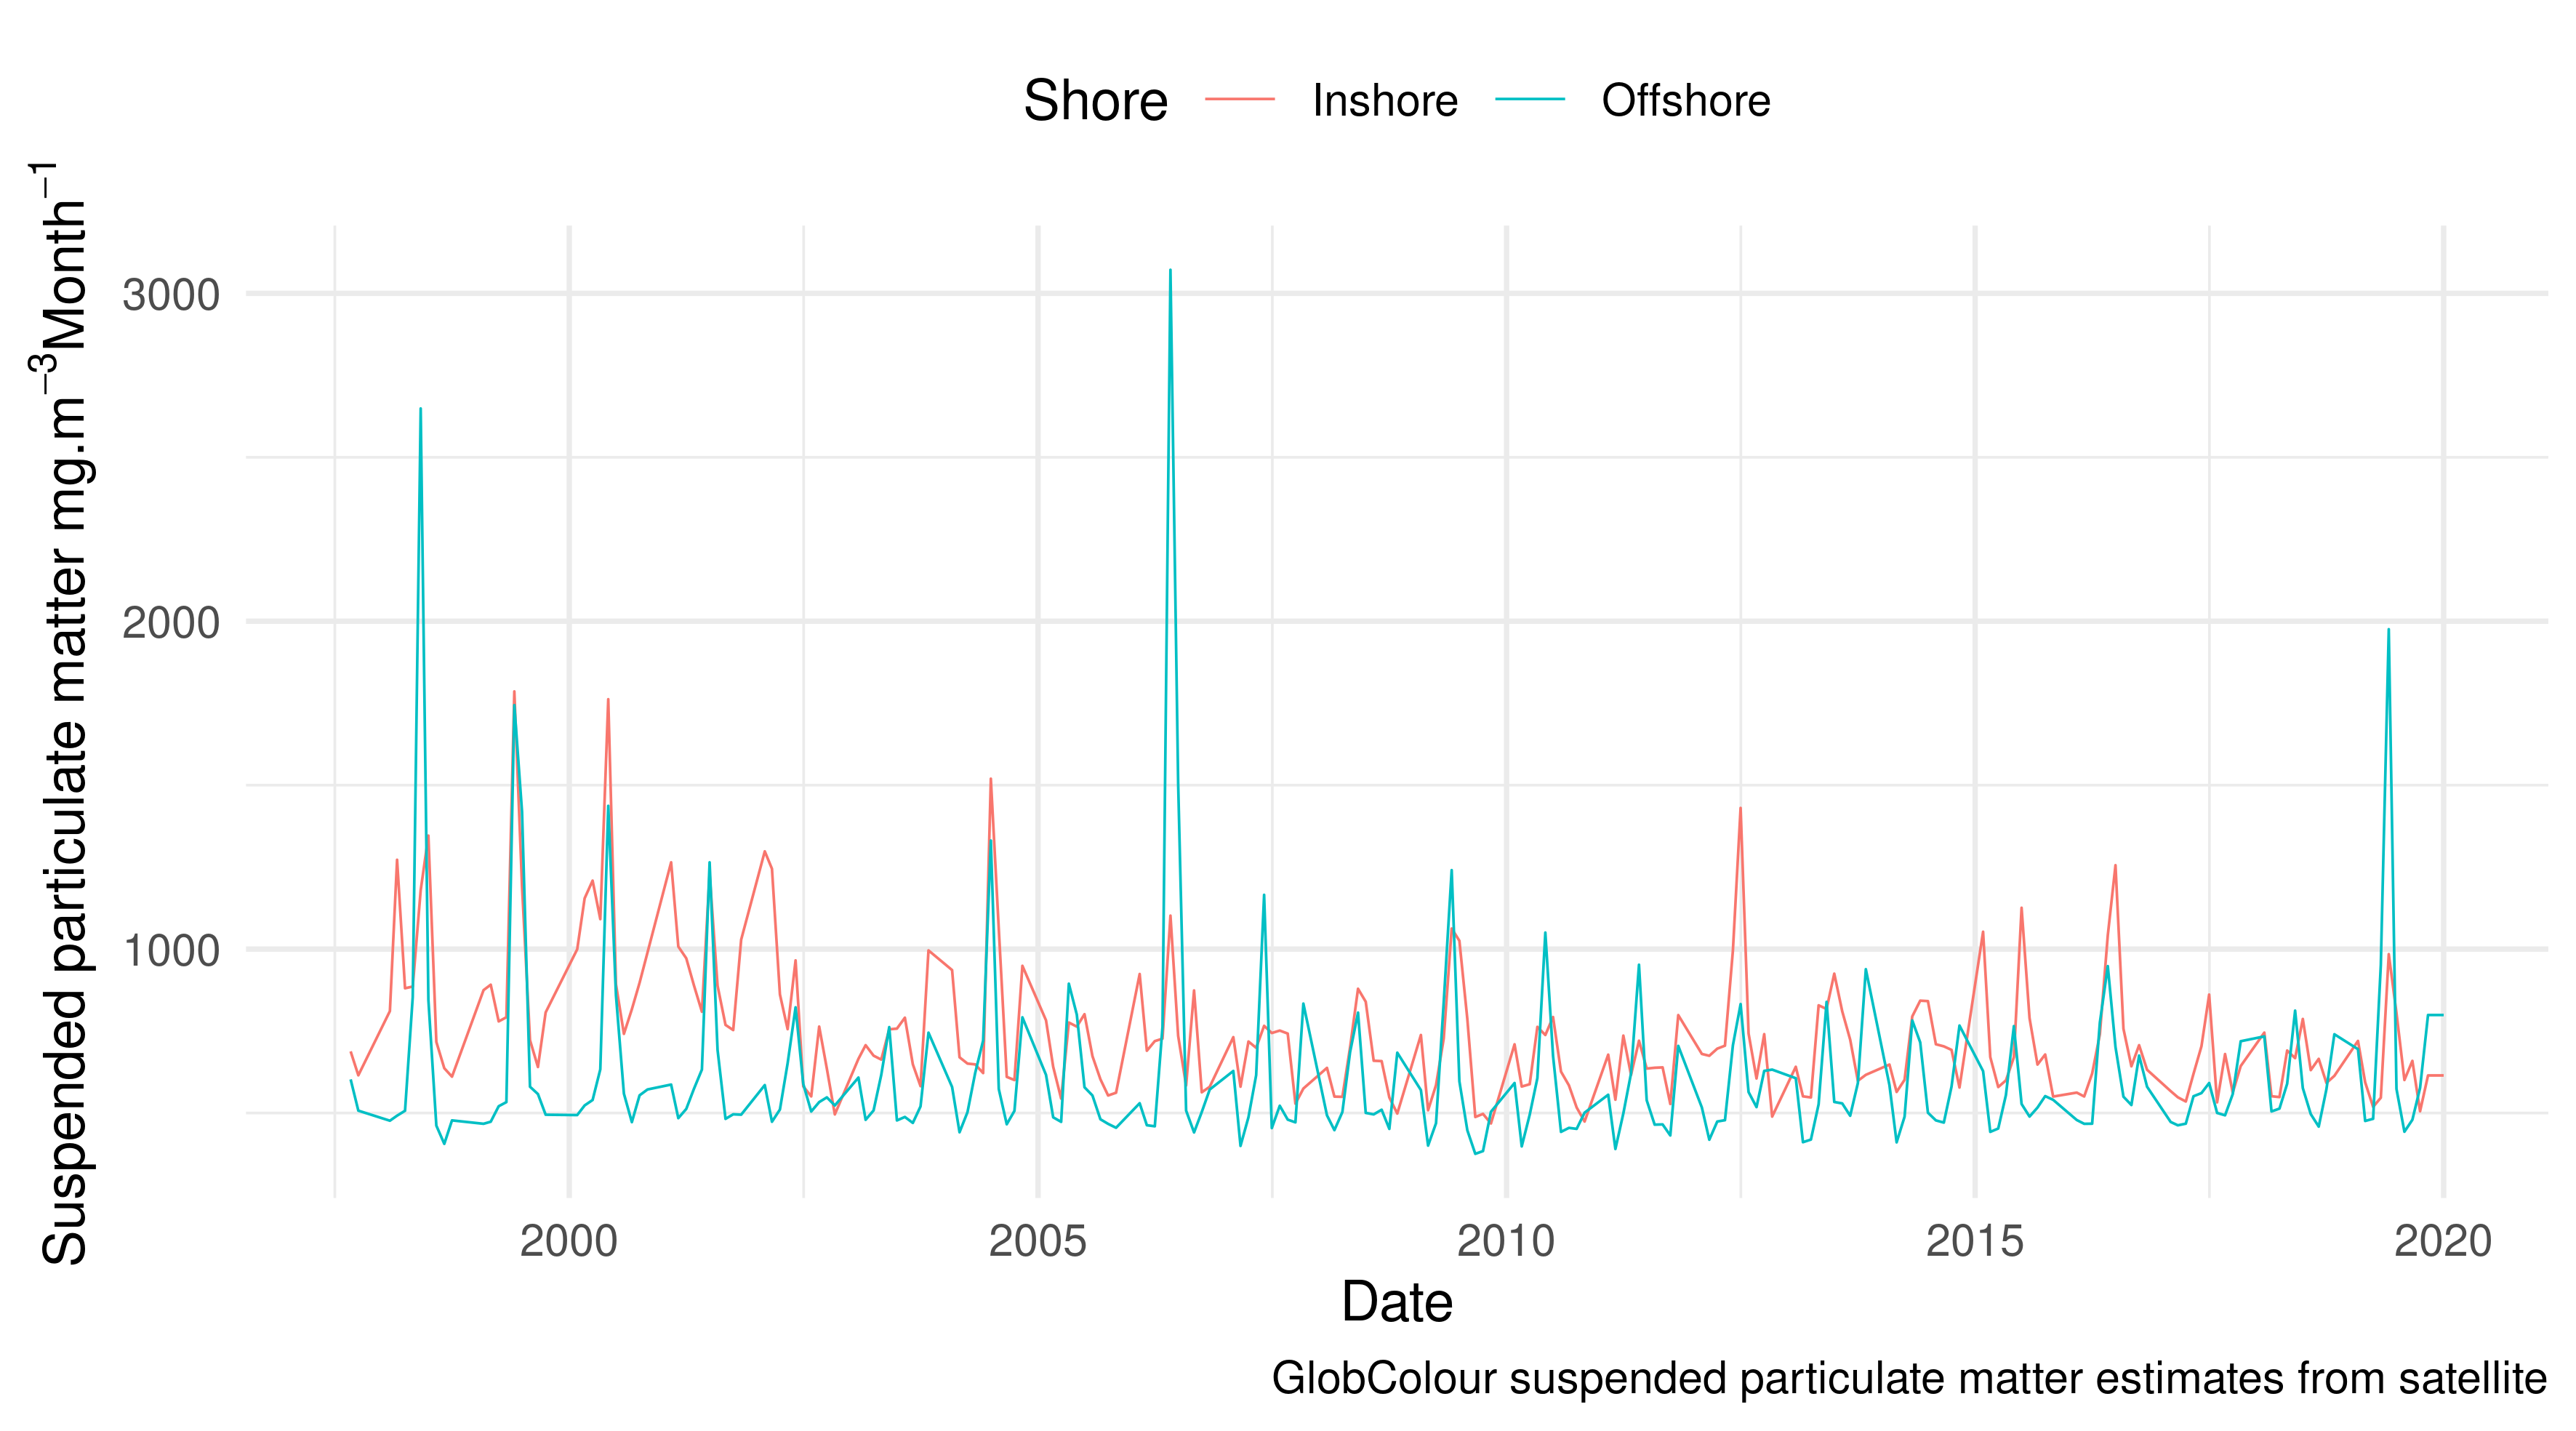 Shore Inshore Offshore
Suspended particulate matter mg.m⁻³Month⁻¹
3000
2000
1000
2000 2005 2010 2015 2020
Date
GlobColour suspended particulate matter estimates from satellite